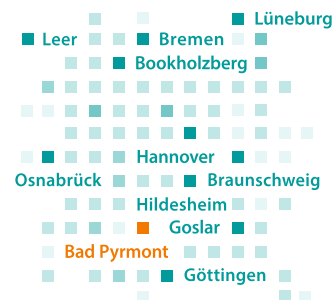 Lüneburg
Leer Bremen
Bookholzberg
Hannover
Osnabrück Braunschweig
Hildesheim
Goslar
Bad Pyrmont
Göttingen